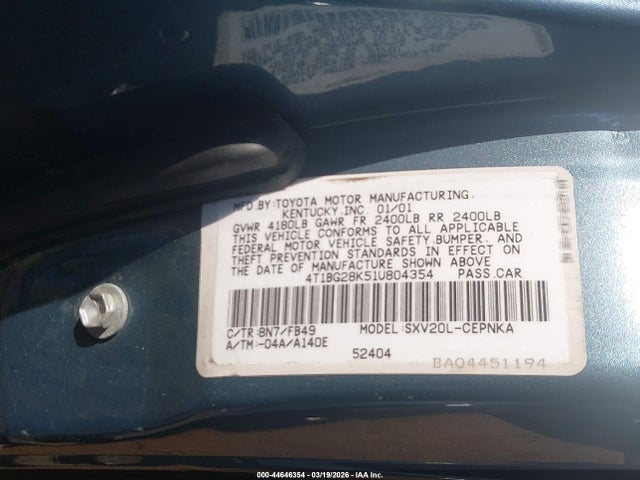 MFD.BY:TOYOTA MOTOR MANUFACTURING,
KENTUCKY,INC. 01/01
GVWR 4180LB GAWR FR 2400LB RR 2400LB
THIS VEHICLE CONFORMS TO ALL APPLICABLE
FEDERAL MOTOR VEHICLE SAFETY,BUMPER, AND
THEFT PREVENTION STANDARDS IN EFFECT ON
THE DATE OF MANUFACTURE SHOWN ABOVE
4T1BG28K51U804354 PASS.CAR
C/TR:8N7/FB49 MODEL:SXV20L-CEPNKA
A/TM:-04A/A140E
52404
BA04451194
000-44646354 - 03/19/2026 - IAA Inc.